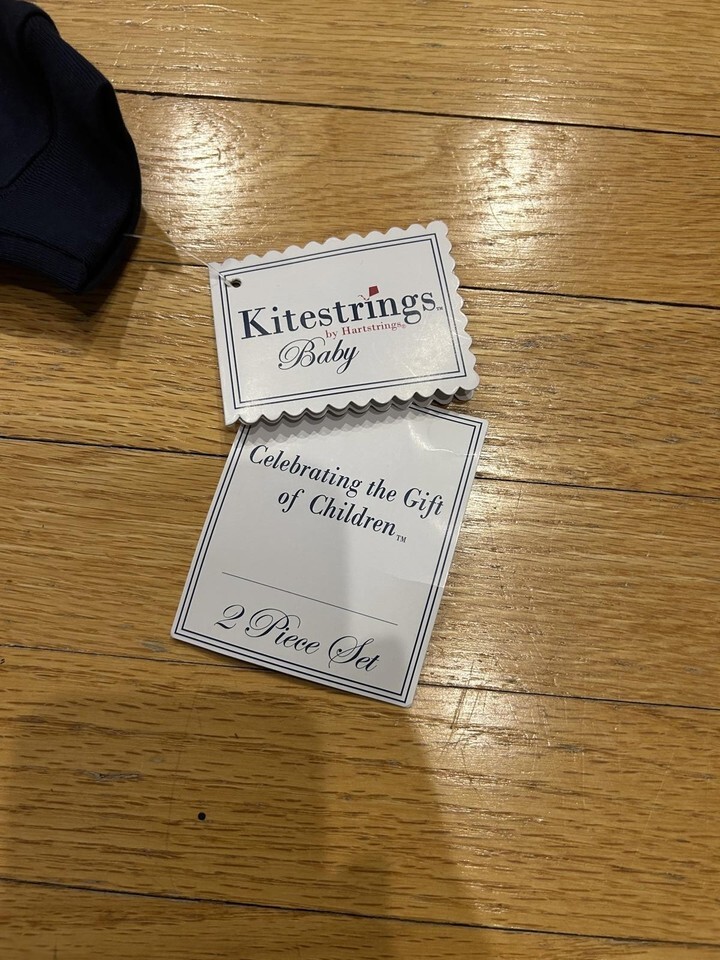 Kitestrings™
by Hartstrings®
Baby
Celebrating the Gift
of Children™
2 Piece Set